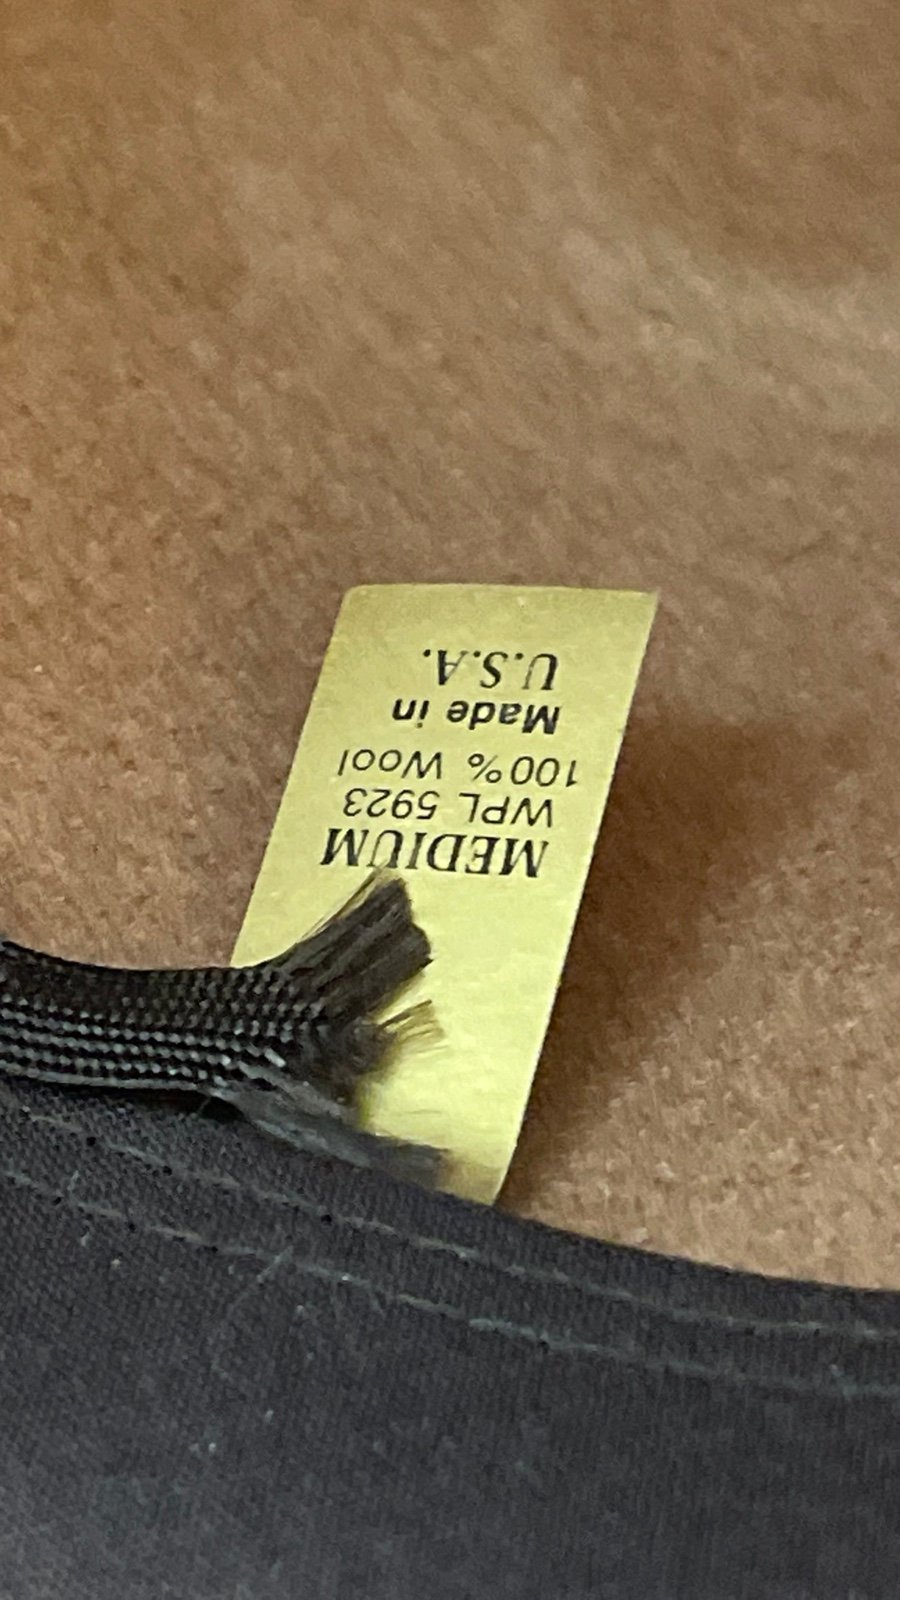 MEDIUM
WPL 5923
100% Wool
Made in
U.S.A.